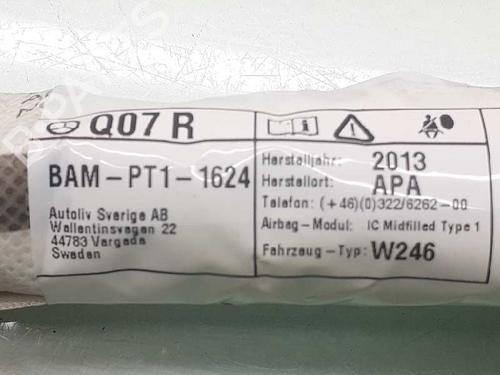 Q07 R
BAM-PT1-1624
Autoliv Sverige AB
Wallentinsvagen 22
44783 Vargada
Sweden
Herstelljahr: 2013
Herstellort: APA
Telefon: (+46)(0)322/6262-00
Airbag-Modul: IC Midfilled Type 1
Fahrzeug-Typ: W246